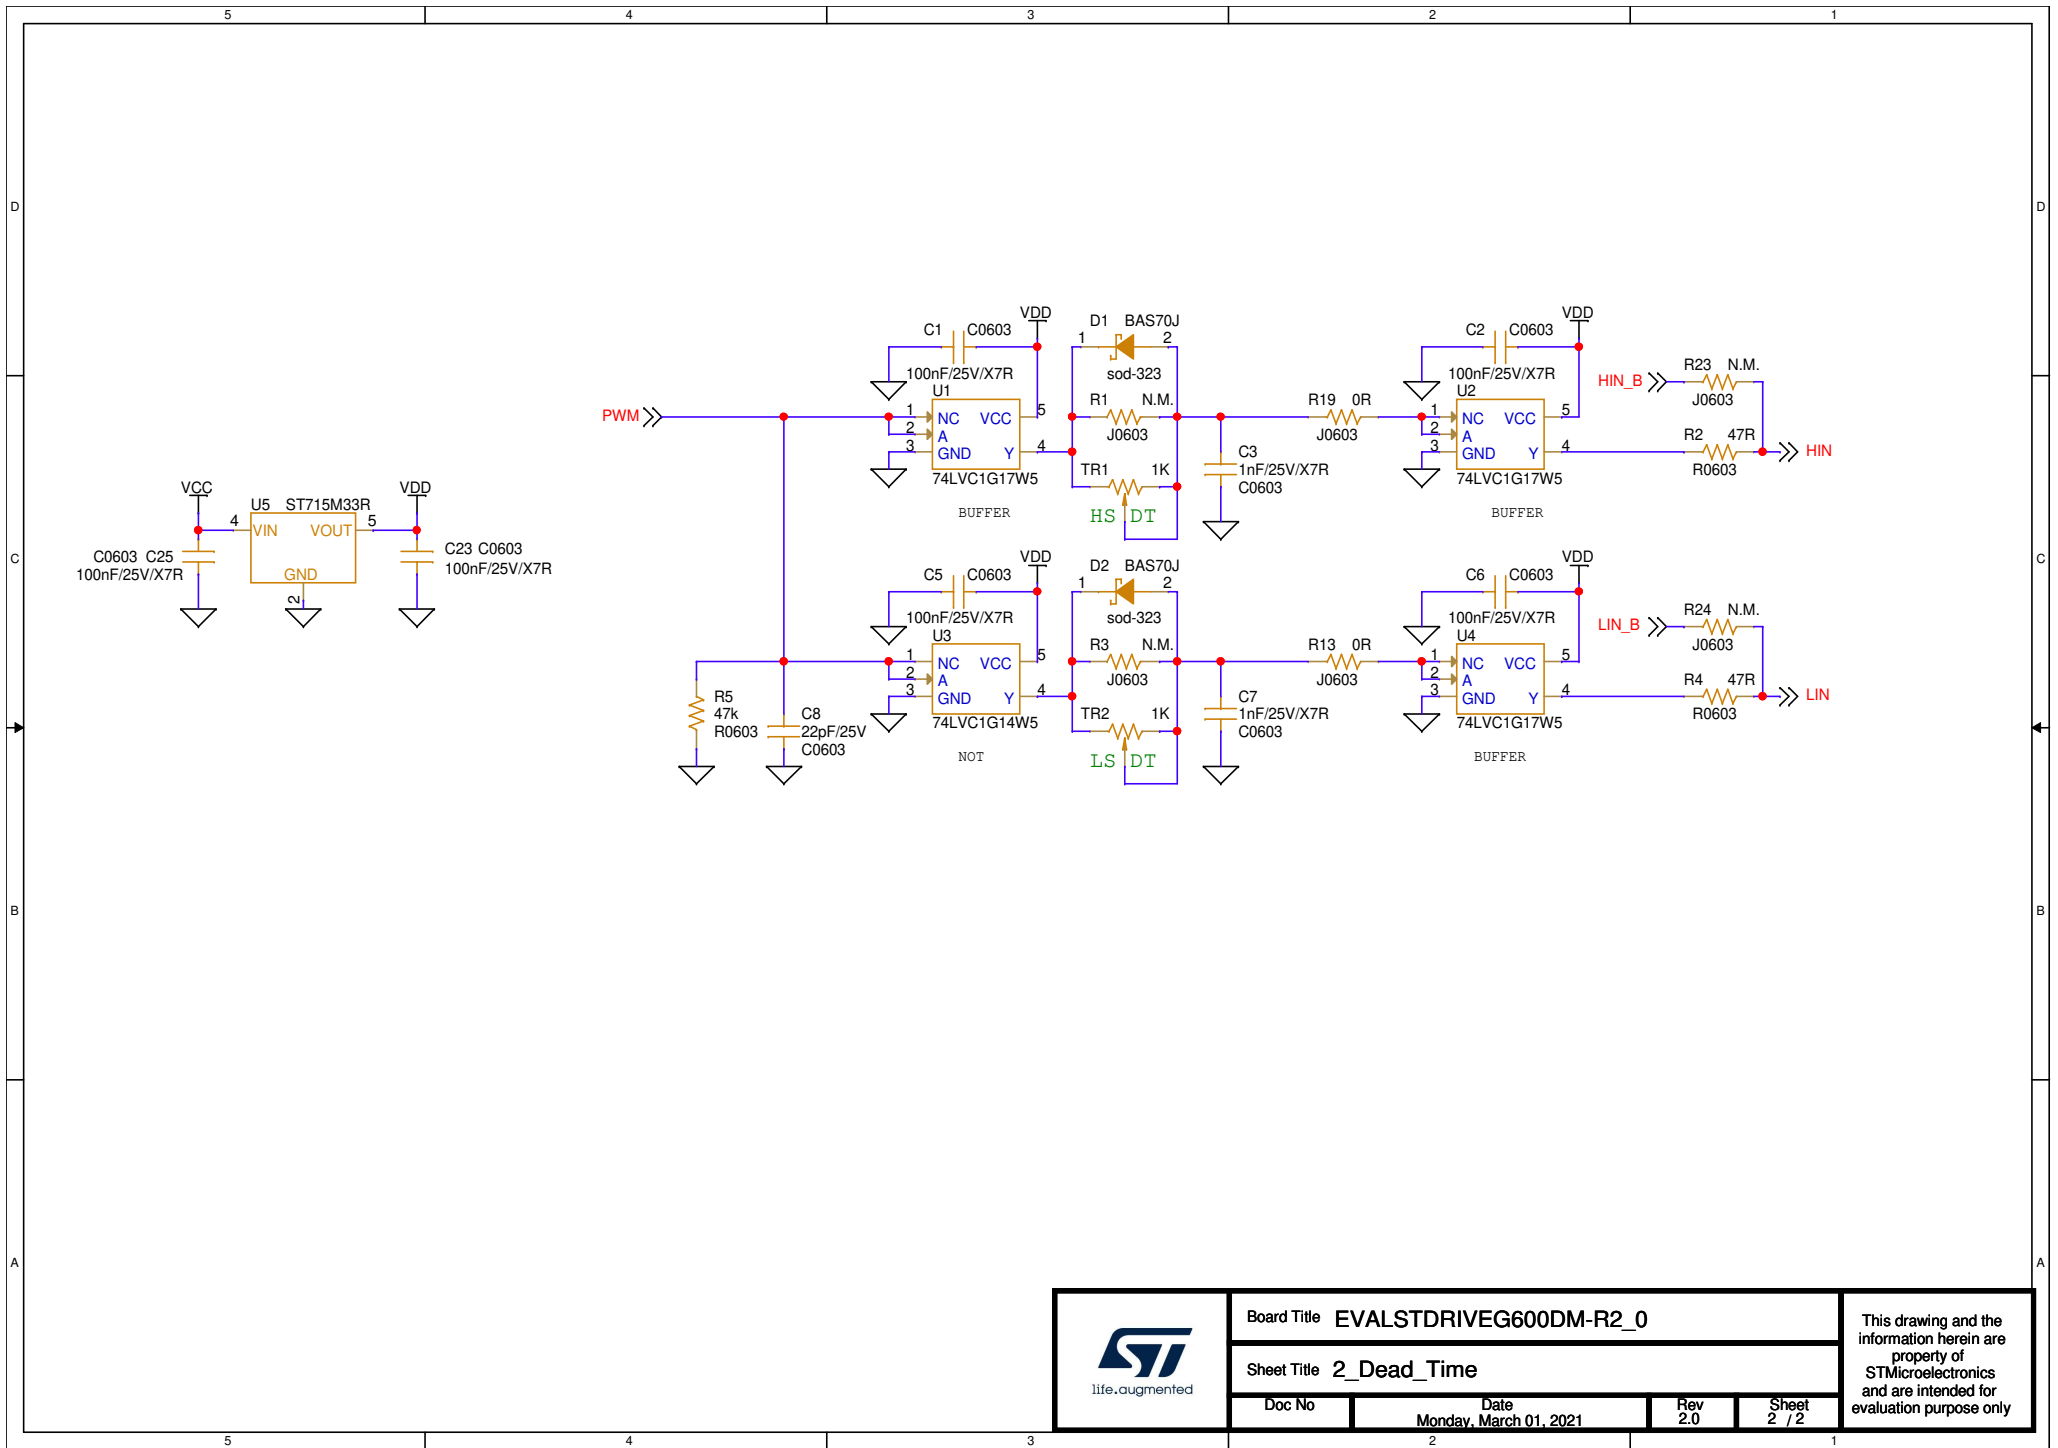 5 4 3 2 1
D D
C C
B B
A A
VCC
U5 ST715M33R
4 VIN VOUT 5
GND
2
C0603 C25
100nF/25V/X7R
VDD
C23 C0603
100nF/25V/X7R
PWM
R5
47k
R0603
C8
22pF/25V
C0603
C1 C0603
100nF/25V/X7R
VDD
U1
1 NC VCC 5
2 A
3 GND Y 4
74LVC1G17W5
BUFFER
D1 BAS70J
1 2
sod-323
R1 N.M.
J0603
TR1 1K
HS DT
C3
1nF/25V/X7R
C0603
R19 0R
J0603
C2 C0603
100nF/25V/X7R
VDD
U2
1 NC VCC 5
2 A
3 GND Y 4
74LVC1G17W5
BUFFER
HIN_B
R23 N.M.
J0603
R2 47R
R0603
HIN
C5 C0603
100nF/25V/X7R
VDD
U3
1 NC VCC 5
2 A
3 GND Y 4
74LVC1G14W5
NOT
D2 BAS70J
1 2
sod-323
R3 N.M.
J0603
TR2 1K
LS DT
C7
1nF/25V/X7R
C0603
R13 0R
J0603
C6 C0603
100nF/25V/X7R
VDD
U4
1 NC VCC 5
2 A
3 GND Y 4
74LVC1G17W5
BUFFER
LIN_B
R24 N.M.
J0603
R4 47R
R0603
LIN
ST
life.augmented
Board Title EVALSTDRIVEG600DM-R2_0
Sheet Title 2_Dead_Time
Doc No
Date
Monday, March 01, 2021
Rev
2.0
Sheet
2 / 2
This drawing and the
information herein are
property of
STMicroelectronics
and are intended for
evaluation purpose only
5 4 3 2 1